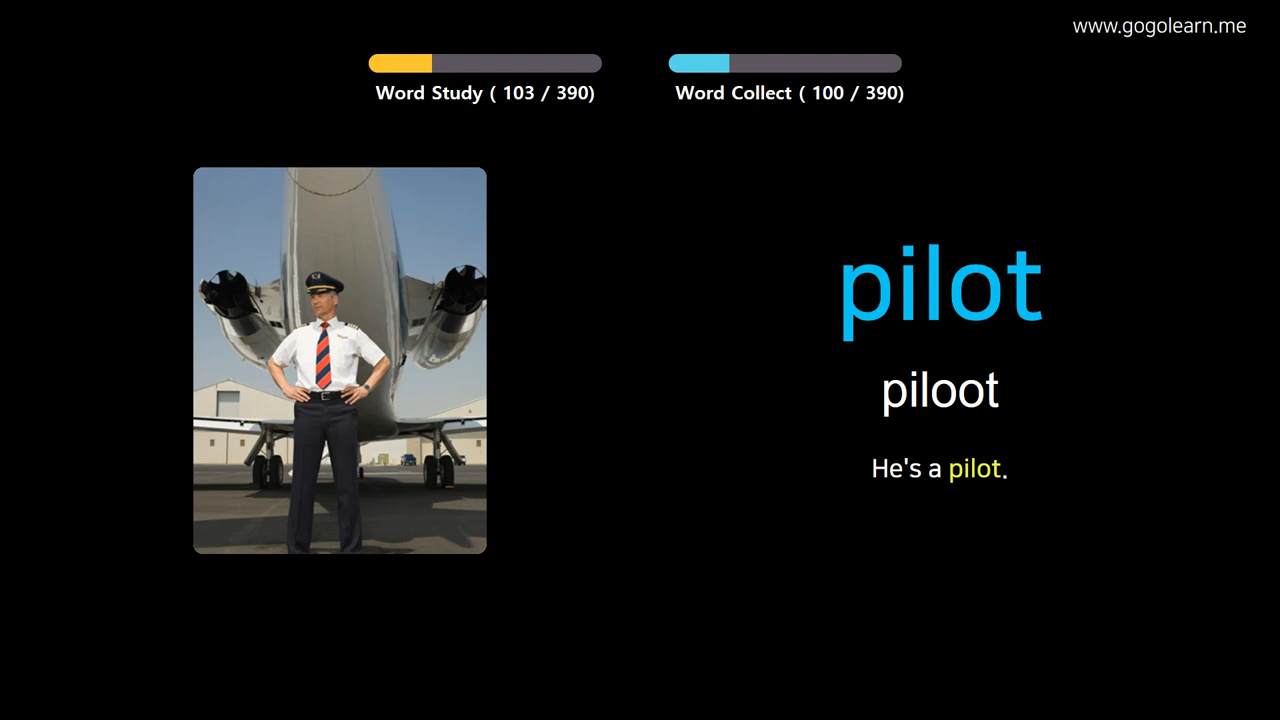 www.gogolearn.me
Word Study ( 103 / 390)
Word Collect ( 100 / 390)
pilot
piloot
He's a pilot.